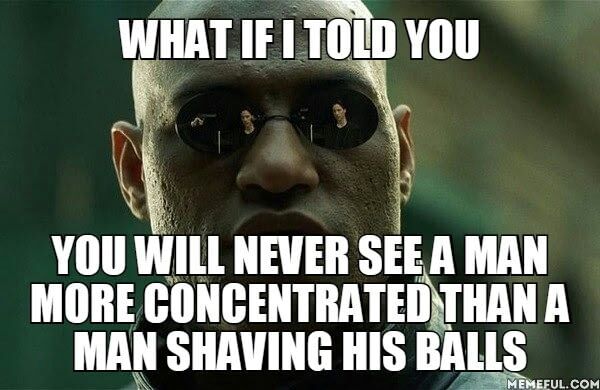 WHAT IF I TOLD YOU
YOU WILL NEVER SEE A MAN
MORE CONCENTRATED THAN A
MAN SHAVING HIS BALLS
MEMEFUL.COM